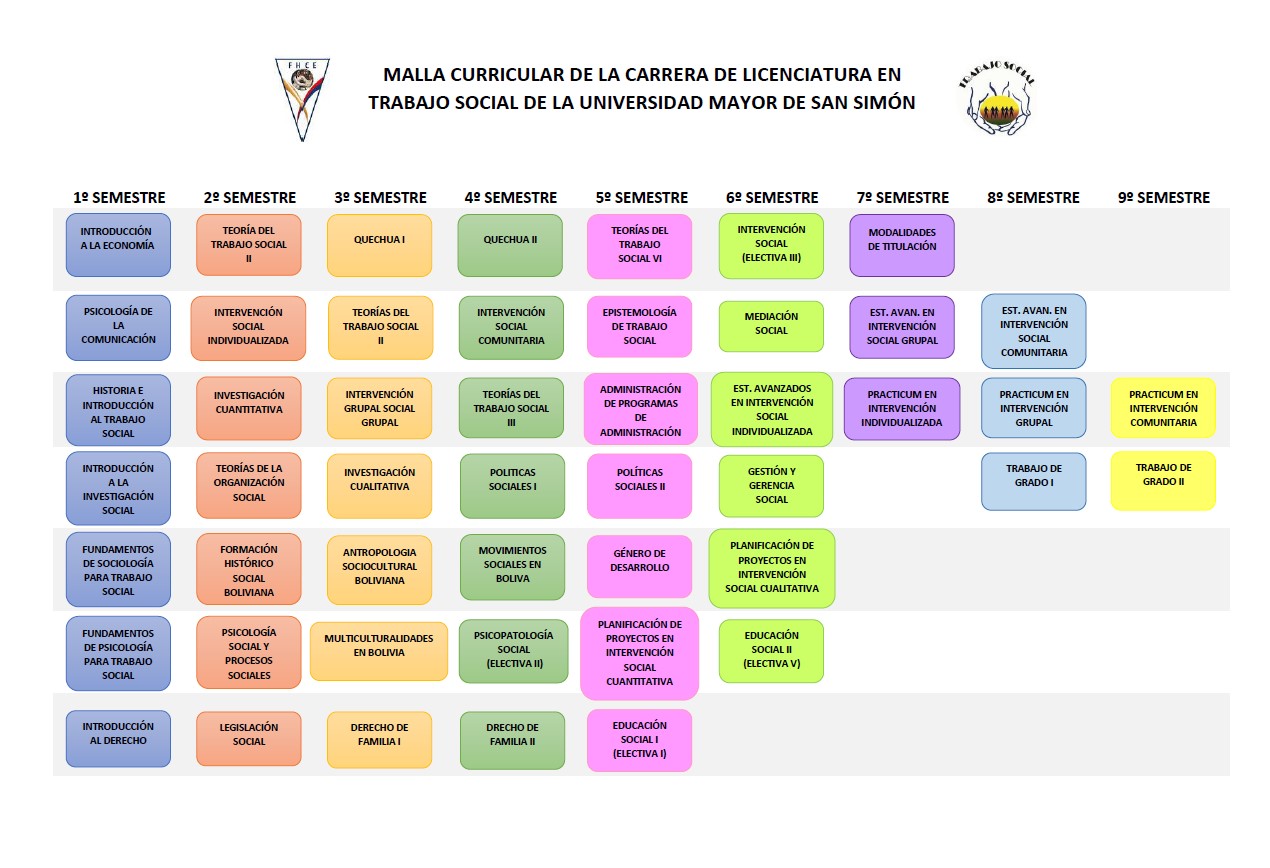 FHCE
MALLA CURRICULAR DE LA CARRERA DE LICENCIATURA EN
TRABAJO SOCIAL DE LA UNIVERSIDAD MAYOR DE SAN SIMÓN
TRABAJO SOCIAL
1º SEMESTRE
2º SEMESTRE
3º SEMESTRE
4º SEMESTRE
5º SEMESTRE
6º SEMESTRE
7º SEMESTRE
8º SEMESTRE
9º SEMESTRE
INTRODUCCIÓN
A LA ECONOMÍA
TEORÍA DEL
TRABAJO SOCIAL
II
QUECHUA I
QUECHUA II
TEORÍAS DEL
TRABAJO
SOCIAL VI
INTERVENCIÓN
SOCIAL
(ELECTIVA III)
MODALIDADES
DE TITULACIÓN
PSICOLOGÍA DE
LA
COMUNICACIÓN
INTERVENCIÓN
SOCIAL
INDIVIDUALIZADA
TEORÍAS DEL
TRABAJO SOCIAL
II
INTERVENCIÓN
SOCIAL
COMUNITARIA
EPISTEMOLOGÍA
DE TRABAJO
SOCIAL
MEDIACIÓN
SOCIAL
EST. AVAN. EN
INTERVENCIÓN
SOCIAL GRUPAL
EST. AVAN. EN
INTERVENCIÓN
SOCIAL
COMUNITARIA
HISTORIA E
INTRODUCCIÓN
AL TRABAJO
SOCIAL
INVESTIGACIÓN
CUANTITATIVA
INTERVENCIÓN
GRUPAL SOCIAL
GRUPAL
TEORÍAS DEL
TRABAJO SOCIAL
III
ADMINISTRACIÓN
DE PROGRAMAS
DE
ADMINISTRACIÓN
EST. AVANZADOS
EN INTERVENCIÓN
SOCIAL
INDIVIDUALIZADA
PRACTICUM EN
INTERVENCIÓN
INDIVIDUALIZADA
PRACTICUM EN
INTERVENCIÓN
GRUPAL
PRACTICUM EN
INTERVENCIÓN
COMUNITARIA
INTRODUCCIÓN
A LA
INVESTIGACIÓN
SOCIAL
TEORÍAS DE LA
ORGANIZACIÓN
SOCIAL
INVESTIGACIÓN
CUALITATIVA
POLITICAS
SOCIALES I
POLÍTICAS
SOCIALES II
GESTIÓN Y
GERENCIA
SOCIAL
TRABAJO DE
GRADO I
TRABAJO DE
GRADO II
FUNDAMENTOS
DE SOCIOLOGÍA
PARA TRABAJO
SOCIAL
FORMACIÓN
HISTÓRICO
SOCIAL
BOLIVIANA
ANTROPOLOGIA
SOCIOCULTURAL
BOLIVIANA
MOVIMIENTOS
SOCIALES EN
BOLIVA
GÉNERO DE
DESARROLLO
PLANIFICACIÓN DE
PROYECTOS EN
INTERVENCIÓN
SOCIAL CUALITATIVA
FUNDAMENTOS
DE PSICOLOGÍA
PARA TRABAJO
SOCIAL
PSICOLOGÍA
SOCIAL Y
PROCESOS
SOCIALES
MULTICULTURALIDADES
EN BOLIVIA
PSICOPATOLOGÍA
SOCIAL
(ELECTIVA II)
PLANIFICACIÓN DE
PROYECTOS EN
INTERVENCIÓN
SOCIAL
CUANTITATIVA
EDUCACIÓN
SOCIAL II
(ELECTIVA V)
INTRODUCCIÓN
AL DERECHO
LEGISLACIÓN
SOCIAL
DERECHO DE
FAMILIA I
DRECHO DE
FAMILIA II
EDUCACIÓN
SOCIAL I
(ELECTIVA I)